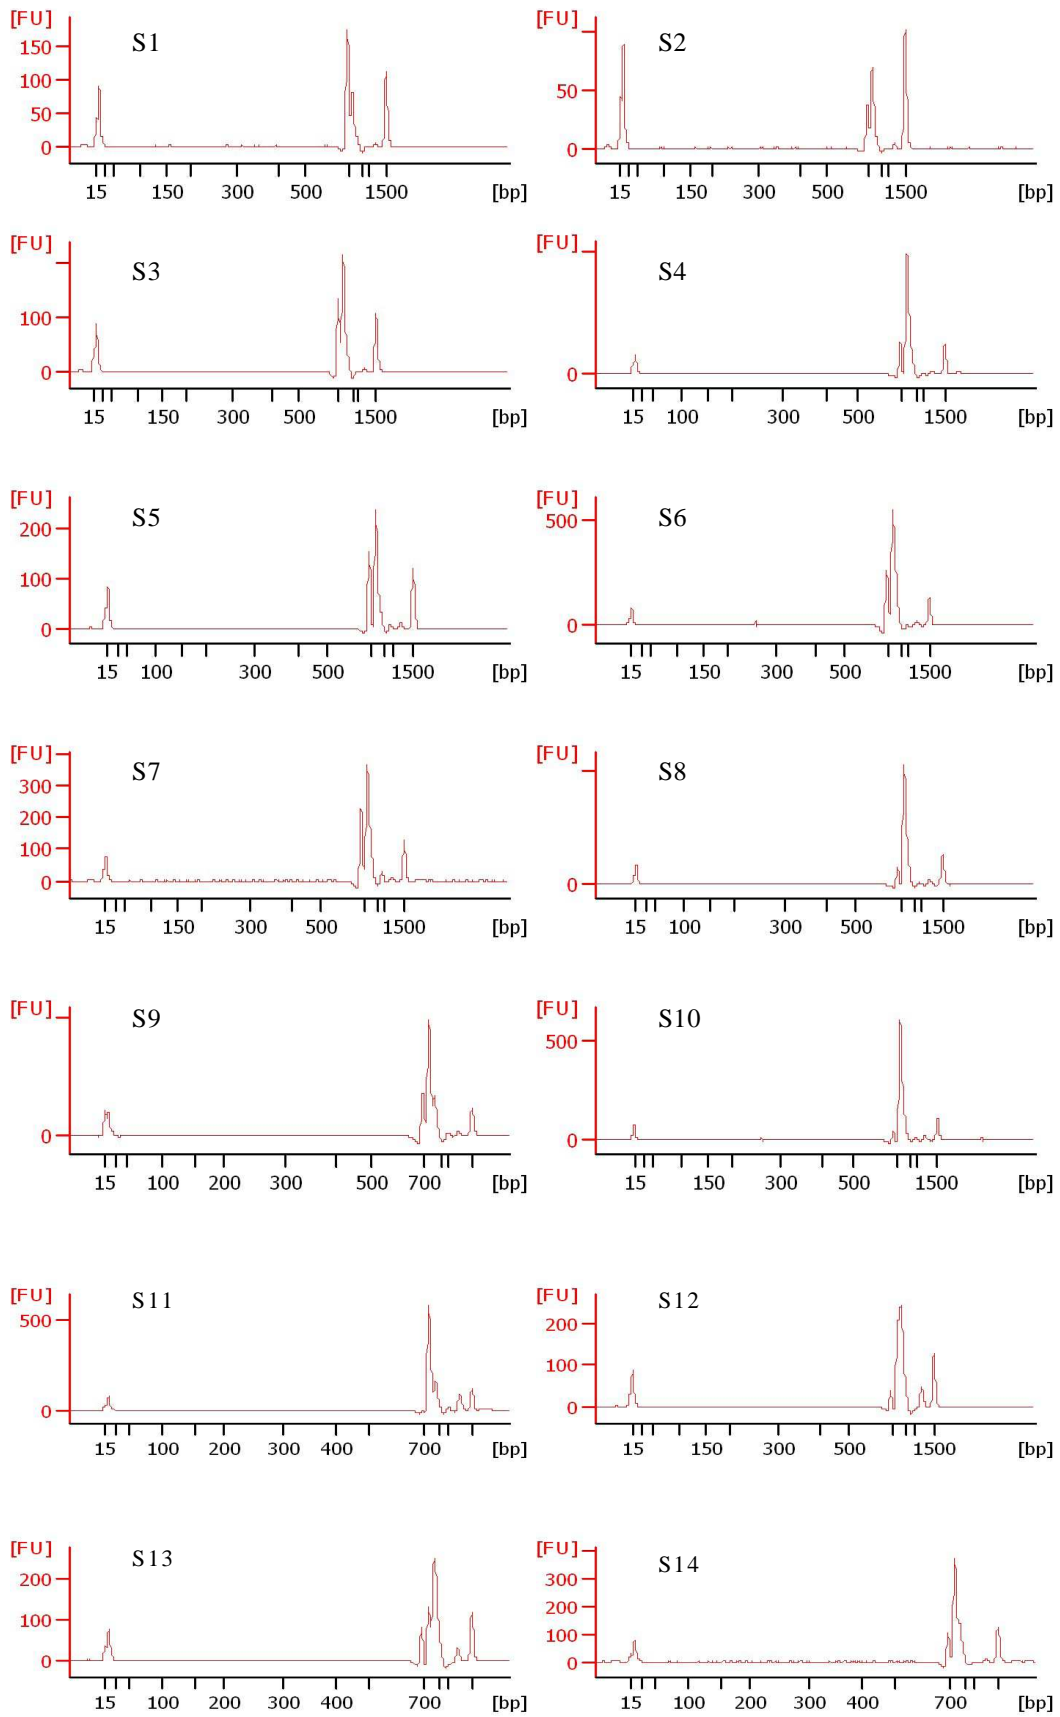 [FU] S1
150
100
50
0
15 150 300 500 1500 [bp]
[FU] S2
50
0
15 150 300 500 1500 [bp]
[FU] S3
100
0
15 150 300 500 1500 [bp]
[FU] S4
0
15 100 300 500 1500 [bp]
[FU] S5
200
100
0
15 100 300 500 1500 [bp]
[FU] S6
500
0
15 150 300 500 1500 [bp]
[FU] S7
300
200
100
0
15 150 300 500 1500 [bp]
[FU] S8
0
15 100 300 500 1500 [bp]
[FU] S9
0
15 100 200 300 500 700 [bp]
[FU] S10
500
0
15 150 300 500 1500 [bp]
[FU] S11
500
0
15 100 200 300 400 700 [bp]
[FU] S12
200
100
0
15 150 300 500 1500 [bp]
[FU] S13
200
100
0
15 100 200 300 400 700 [bp]
[FU] S14
300
200
100
0
15 100 200 300 400 700 [bp]